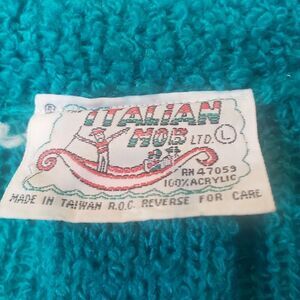 ITALIAN
MOB LTD. L
RN 47059
100% ACRYLIC
MADE IN TAIWAN R.O.C. REVERSE FOR CARE